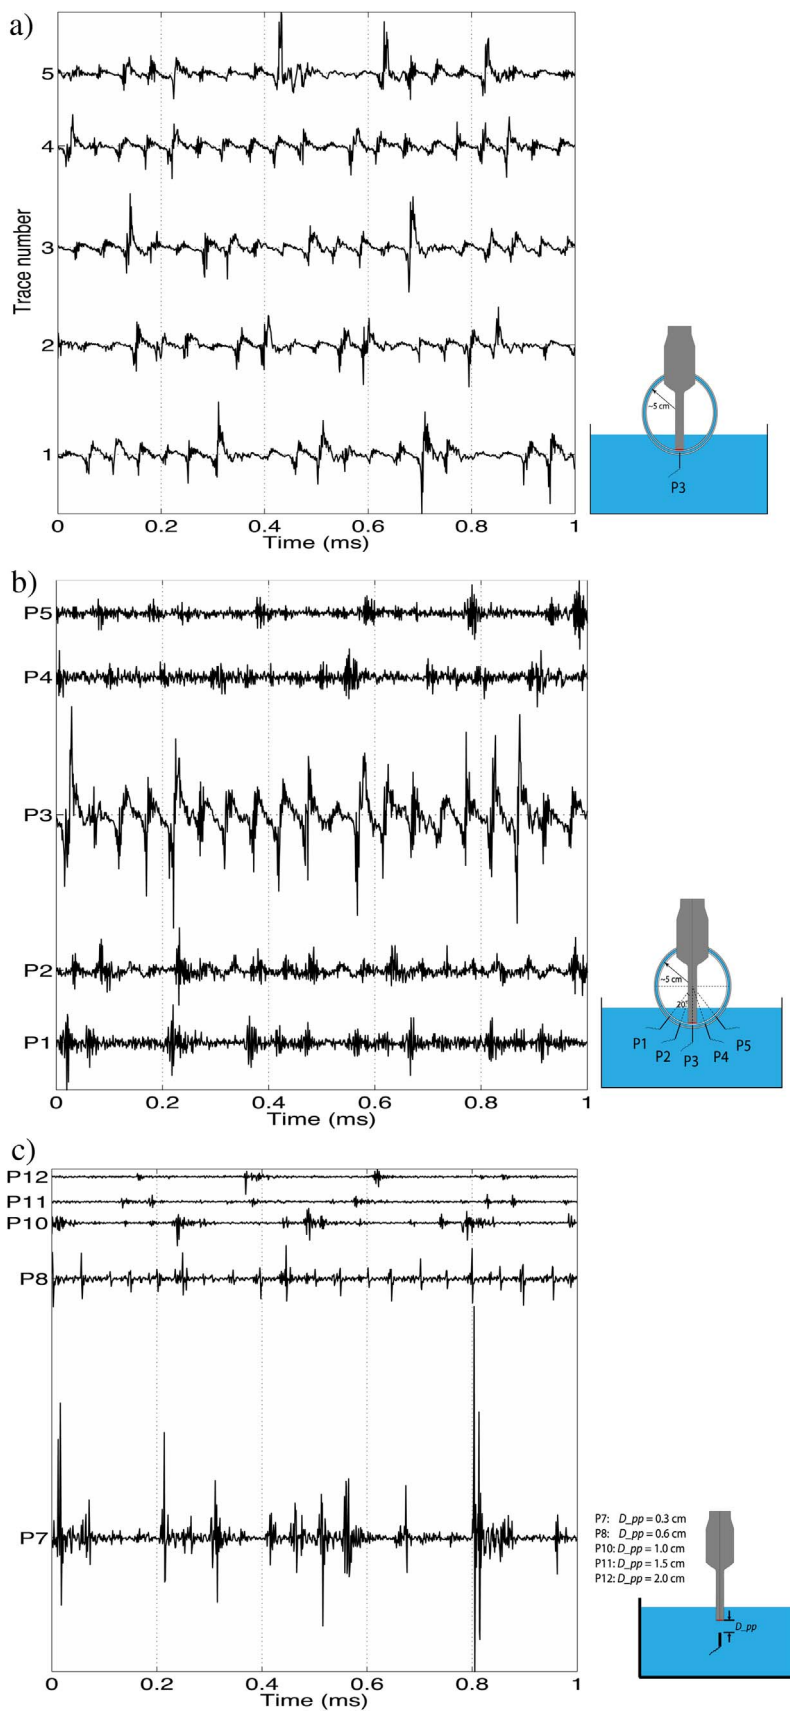 a)
Trace number
5
4
3
2
1
0 0.2 0.4 0.6 0.8 1
Time (ms)
~5 cm
P3
b)
P5
P4
P3
P2
P1
0 0.2 0.4 0.6 0.8 1
Time (ms)
~5 cm
20°
P1 P2 P3 P4 P5
c)
P12
P11
P10
P8
P7
0 0.2 0.4 0.6 0.8 1
Time (ms)
P7: D_pp = 0.3 cm
P8: D_pp = 0.6 cm
P10: D_pp = 1.0 cm
P11: D_pp = 1.5 cm
P12: D_pp = 2.0 cm
D_pp